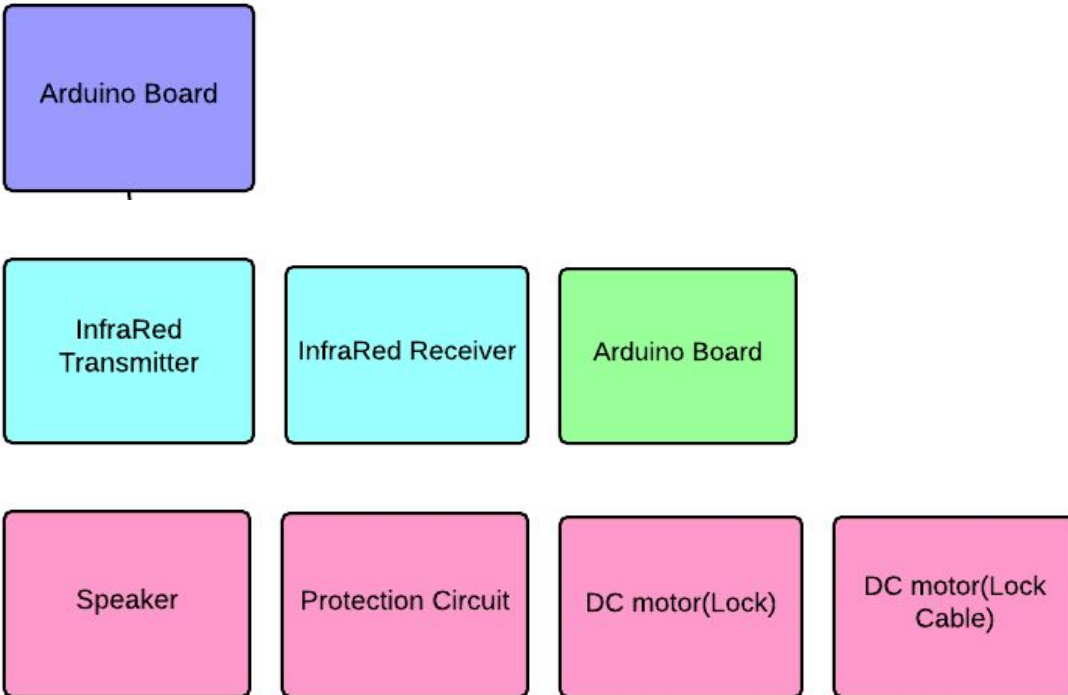 Arduino Board
InfraRed
Transmitter
InfraRed Receiver
Arduino Board
Speaker
Protection Circuit
DC motor(Lock)
DC motor(Lock
Cable)